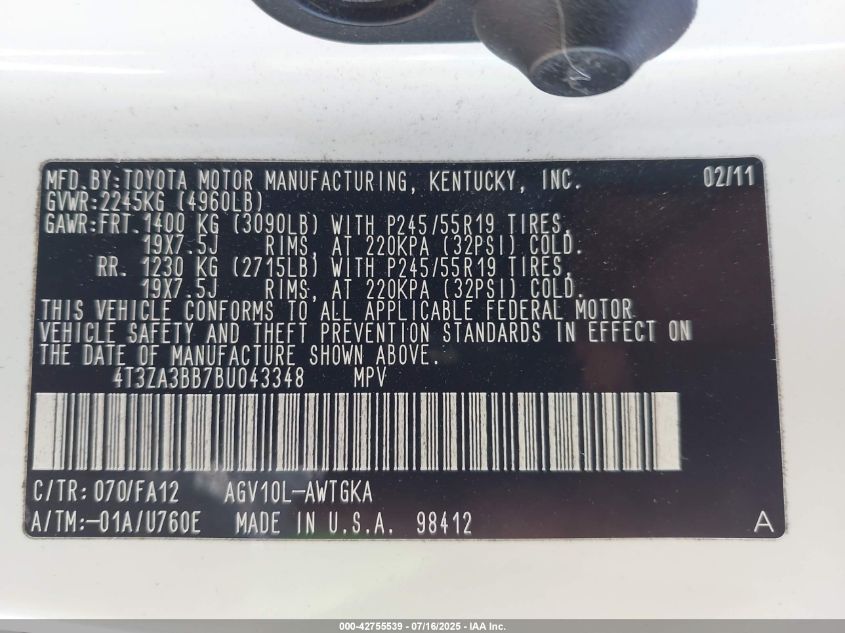 MFD.BY:TOYOTA MOTOR MANUFACTURING, KENTUCKY, INC. 02/11
GVWR:2245KG (4960LB)
GAWR:FRT.1400 KG (3090LB) WITH P245/55R19 TIRES,
19X7.5J RIMS, AT 220KPA (32PSI) COLD.
RR. 1230 KG (2715LB) WITH P245/55R19 TIRES,
19X7.5J RIMS, AT 220KPA (32PSI) COLD.
THIS VEHICLE CONFORMS TO ALL APPLICABLE FEDERAL MOTOR
VEHICLE SAFETY AND THEFT PREVENTION STANDARDS IN EFFECT ON
THE DATE OF MANUFACTURE SHOWN ABOVE.
4T3ZA3BB7BU043348 MPV
C/TR: 070/FA12 AGV10L-AWTGKA
A/TM:-01A/U760E MADE IN U.S.A. 98412 A
000-42755539 - 07/16/2025 - IAA Inc.